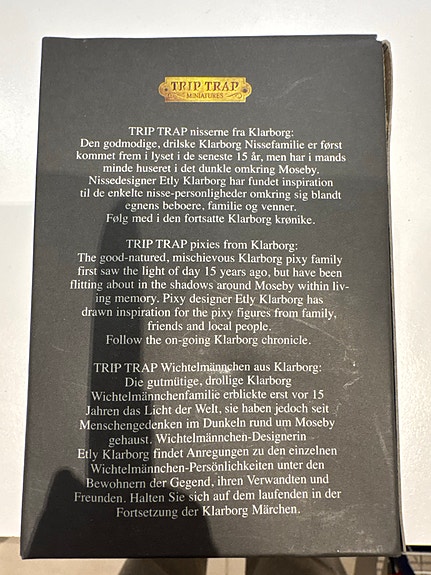 TRIP TRAP
MINIATURES
TRIP TRAP nisserne fra Klarborg:
Den godmodige, drilske Klarborg Nissefamilie er først
kommet frem i lyset i de seneste 15 år, men har i mands
minde huseret i det dunkle omkring Moseby.
Nissedesigner Etly Klarborg har fundet inspiration
til de enkelte nisse-personligheder omkring sig blandt
egnens beboere, familie og venner.
Følg med i den fortsatte Klarborg krønike.
TRIP TRAP pixies from Klarborg:
The good-natured, mischievous Klarborg pixy family
first saw the light of day 15 years ago, but have been
flitting about in the shadows around Moseby within liv-
ing memory. Pixy designer Etly Klarborg has
drawn inspiration for the pixy figures from family,
friends and local people.
Follow the on-going Klarborg chronicle.
TRIP TRAP Wichtelmännchen aus Klarborg:
Die gutmütige, drollige Klarborg
Wichtelmännchenfamilie erblickte erst vor 15
Jahren das Licht der Welt, sie haben jedoch seit
Menschengedenken im Dunkeln rund um Moseby
gehaust. Wichtelmännchen-Designerin
Etly Klarborg findet Anregungen zu den einzelnen
Wichtelmännchen-Persönlichkeiten unter den
Bewohnern der Gegend, ihren Verwandten und
Freunden. Halten Sie sich auf dem laufenden in der
Fortsetzung der Klarborg Märchen.